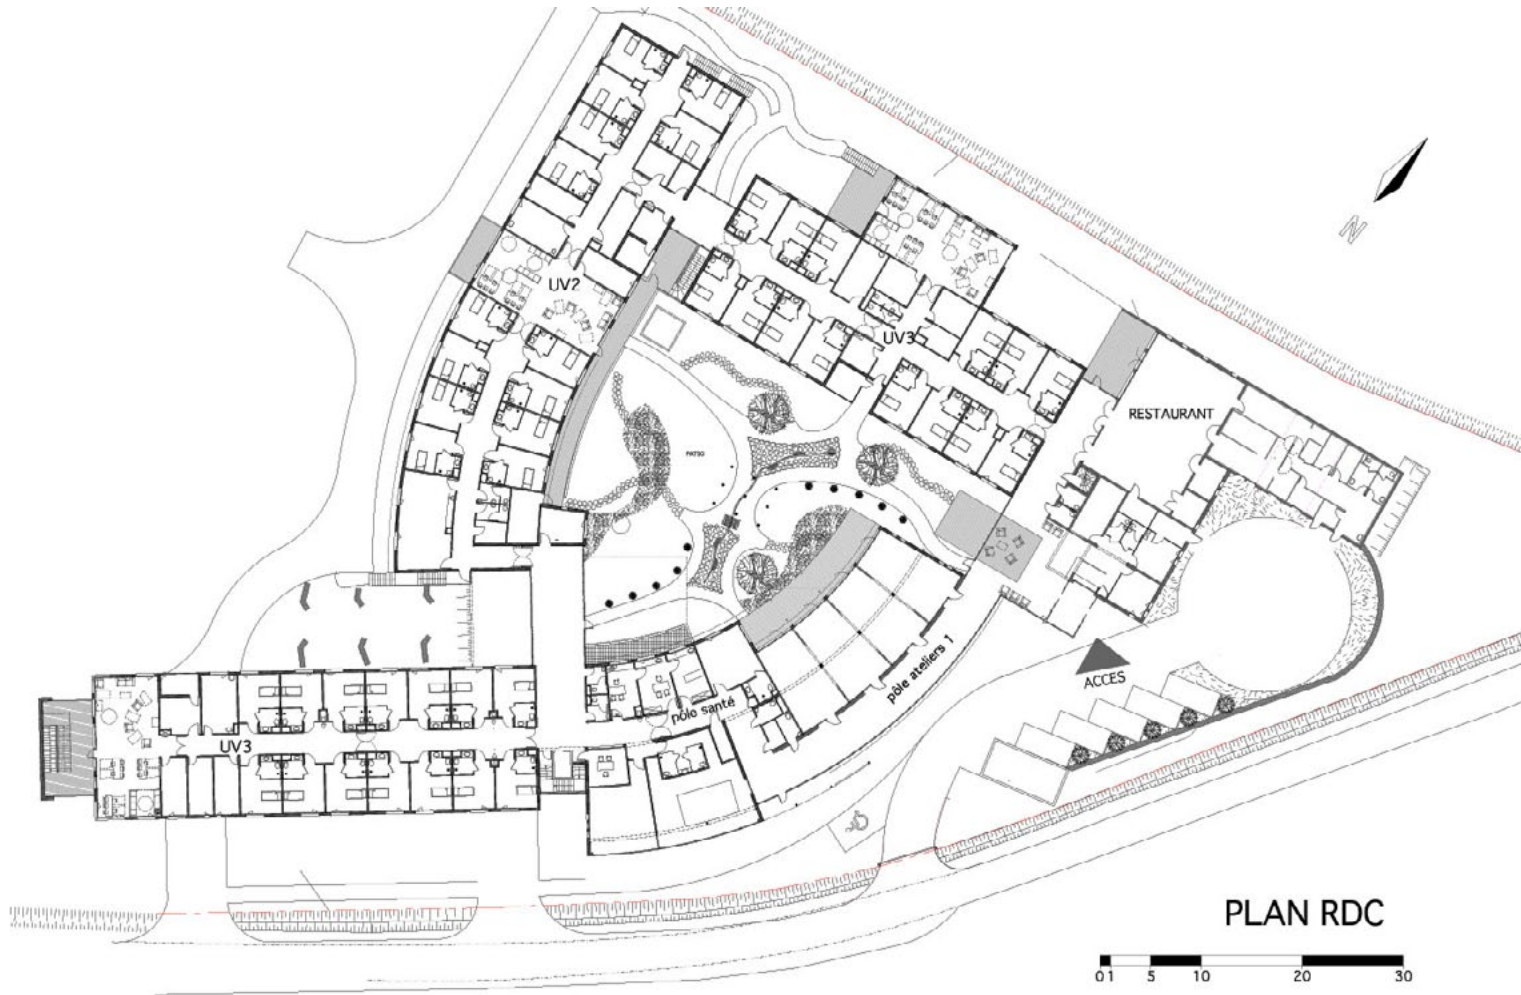 N
UV2
UV3
RESTAURANT
PATIO
pôle ateliers 1
ACCES
pôle santé
UV3
PLAN RDC
0 1 5 10 20 30